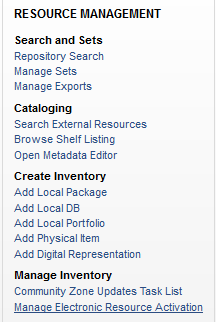 RESOURCE MANAGEMENT
Search and Sets
Repository Search
Manage Sets
Manage Exports
Cataloging
Search External Resources
Browse Shelf Listing
Open Metadata Editor
Create Inventory
Add Local Package
Add Local DB
Add Local Portfolio
Add Physical Item
Add Digital Representation
Manage Inventory
Community Zone Updates Task List
Manage Electronic Resource Activation